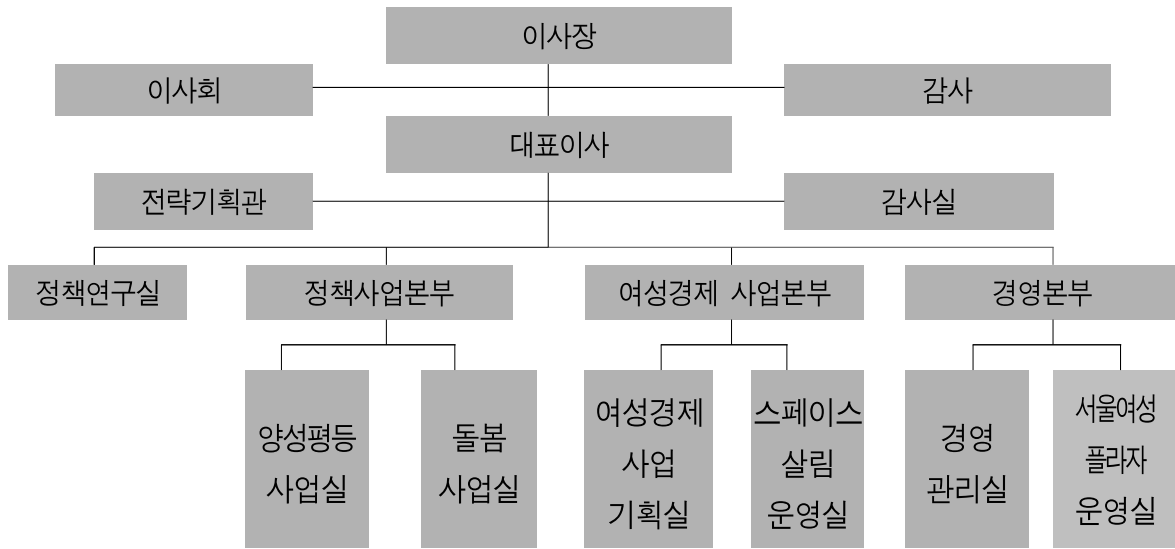 이사장
이사회
감사
대표이사
전략기획관
감사실
정책연구실
정책사업본부
여성경제 사업본부
경영본부
양성평등
사업실
돌봄
사업실
여성경제
사업
기획실
스페이스
살림
운영실
경영
관리실
서울여성
플라자
운영실